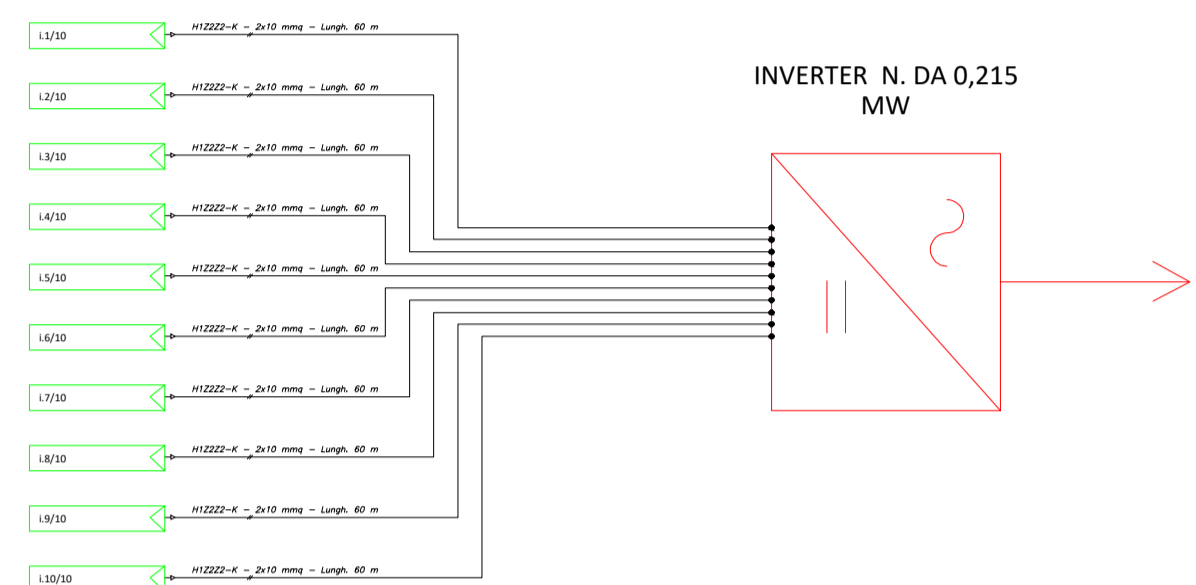 i.1/10 H1Z2Z2-K - 2x10 mmq - Lungh. 60 m
INVERTER N. DA 0,215
MW
i.2/10 H1Z2Z2-K - 2x10 mmq - Lungh. 60 m
i.3/10 H1Z2Z2-K - 2x10 mmq - Lungh. 60 m
i.4/10 H1Z2Z2-K - 2x10 mmq - Lungh. 60 m
i.5/10 H1Z2Z2-K - 2x10 mmq - Lungh. 60 m
i.6/10 H1Z2Z2-K - 2x10 mmq - Lungh. 60 m
i.7/10 H1Z2Z2-K - 2x10 mmq - Lungh. 60 m
i.8/10 H1Z2Z2-K - 2x10 mmq - Lungh. 60 m
i.9/10 H1Z2Z2-K - 2x10 mmq - Lungh. 60 m
i.10/10 H1Z2Z2-K - 2x10 mmq - Lungh. 60 m